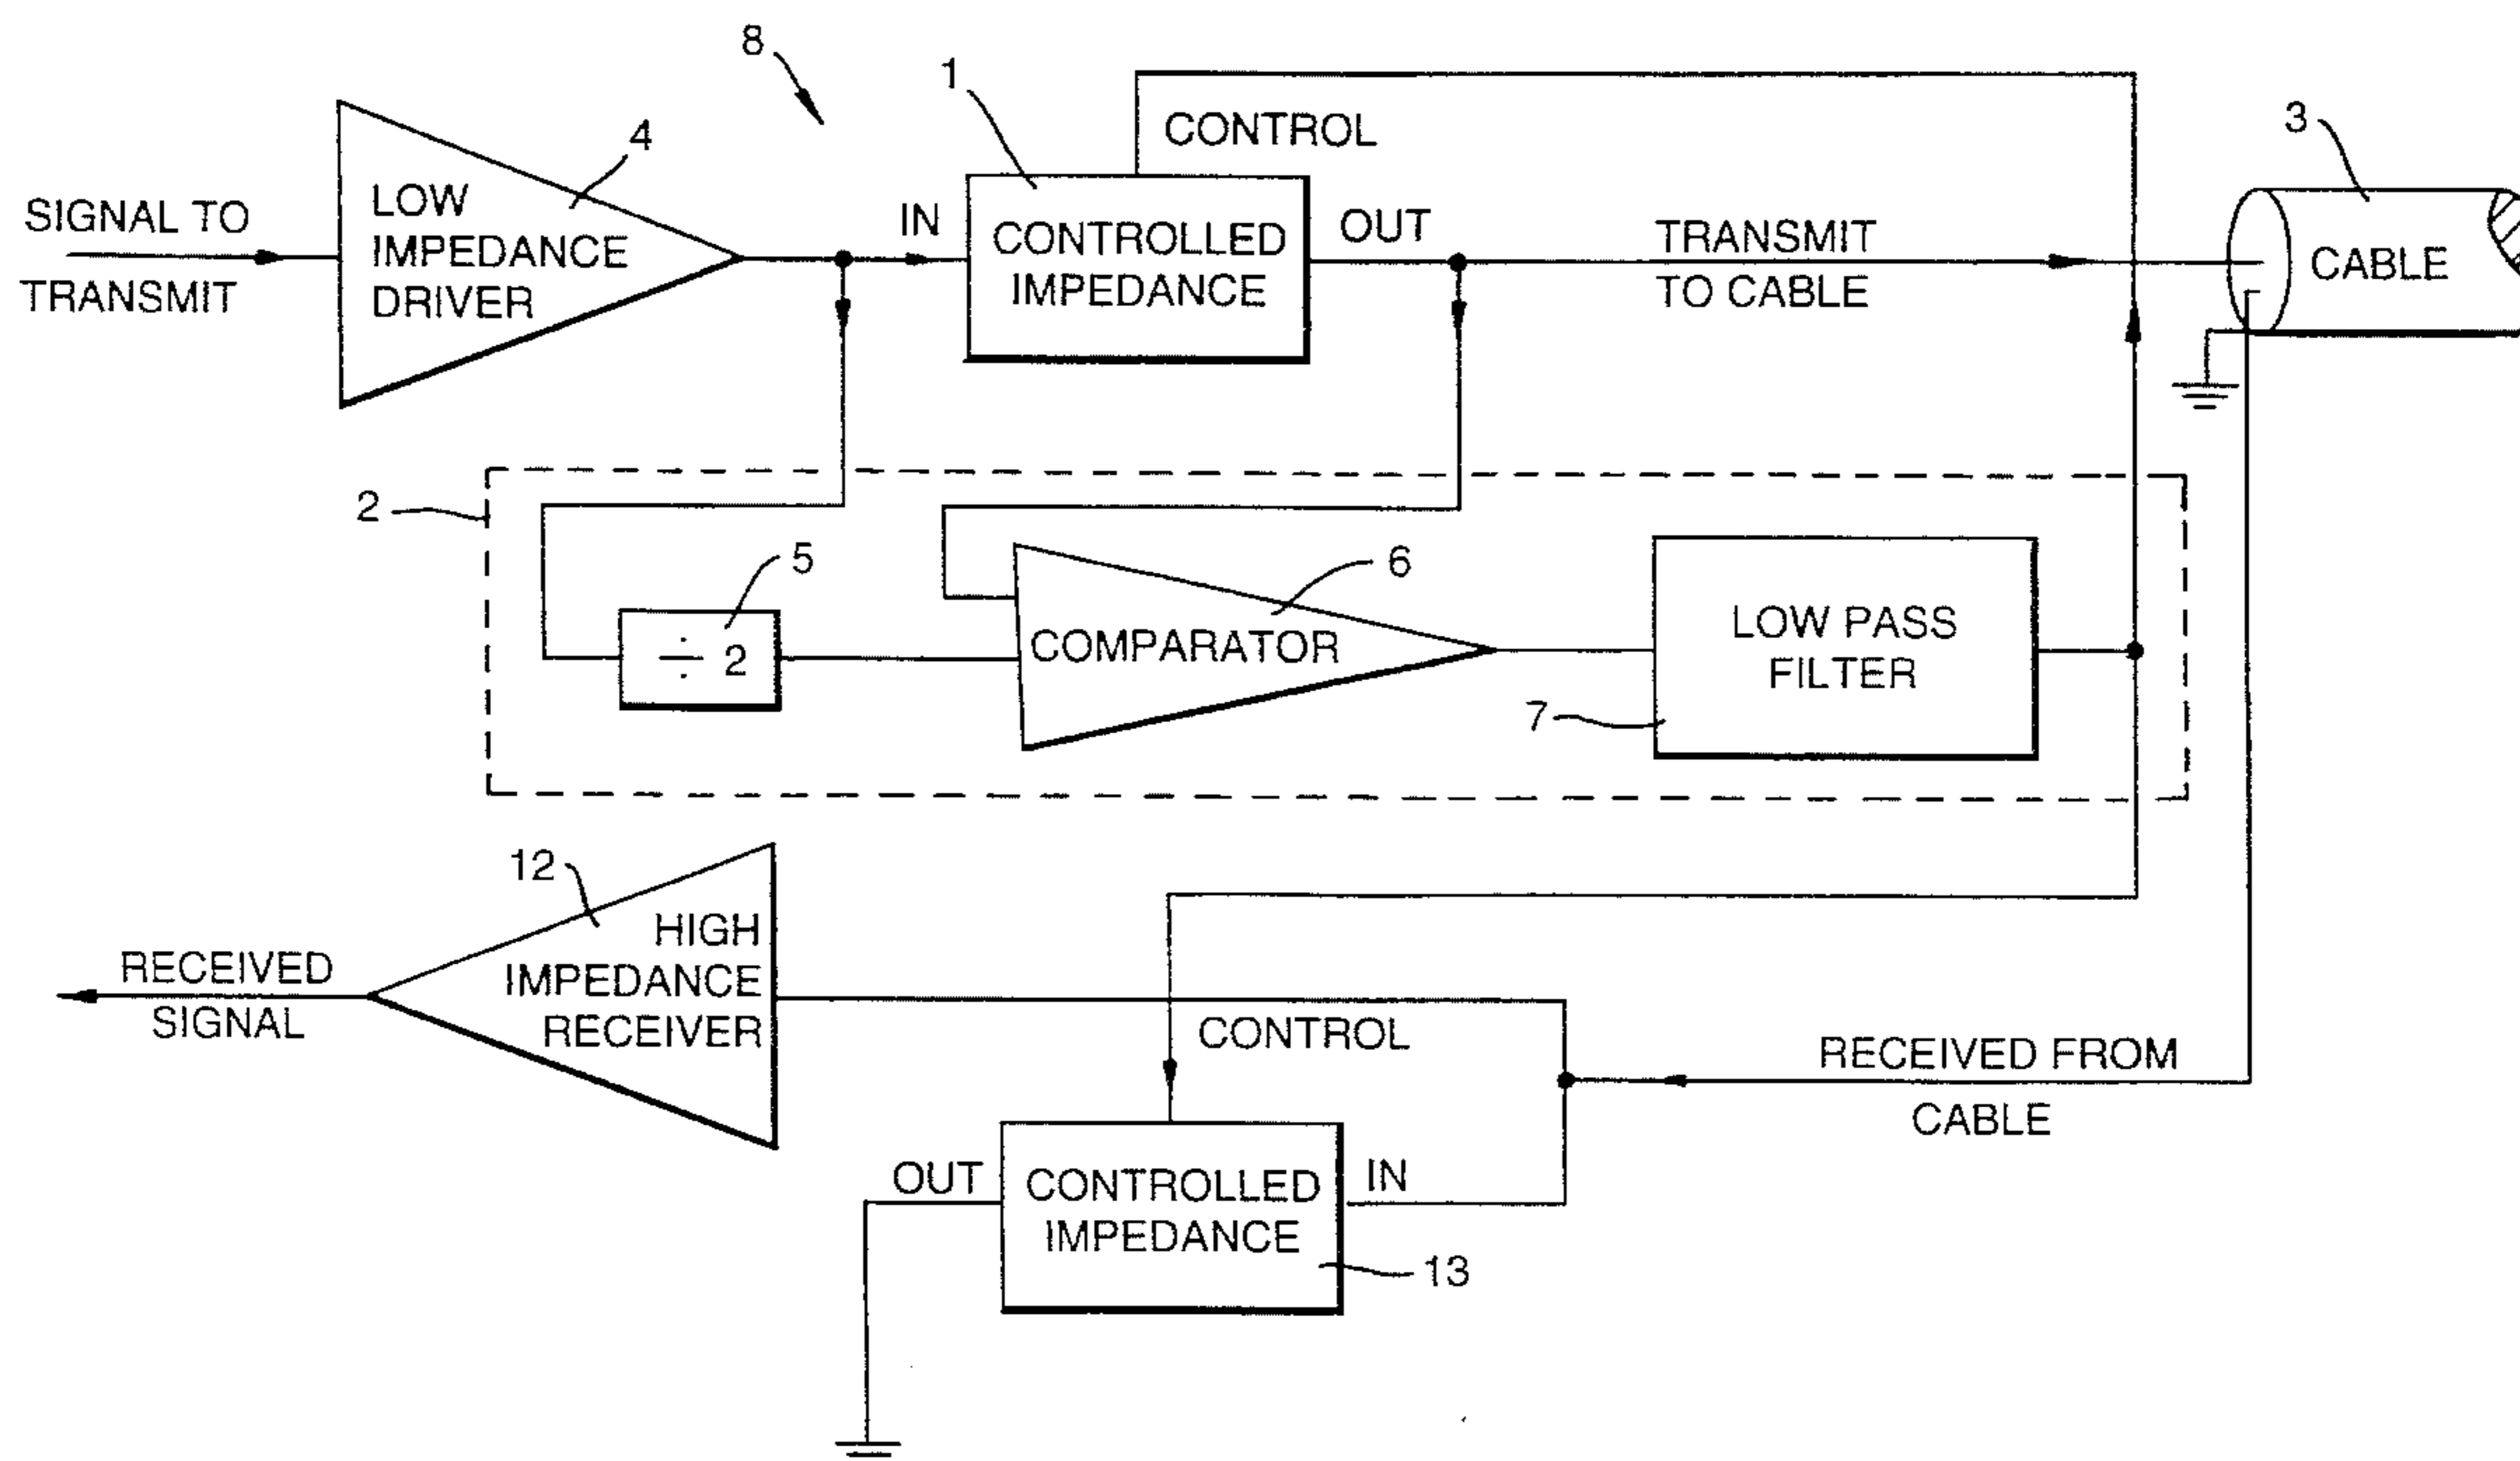 8
1
CONTROL
3
4
SIGNAL TO
TRANSMIT
LOW
IMPEDANCE
DRIVER
IN
CONTROLLED
IMPEDANCE
OUT
TRANSMIT
TO CABLE
CABLE
2
5
÷ 2
6
COMPARATOR
LOW PASS
FILTER
7
12
HIGH
IMPEDANCE
RECEIVER
RECEIVED
SIGNAL
CONTROL
RECEIVED FROM
CABLE
OUT
CONTROLLED
IMPEDANCE
IN
13